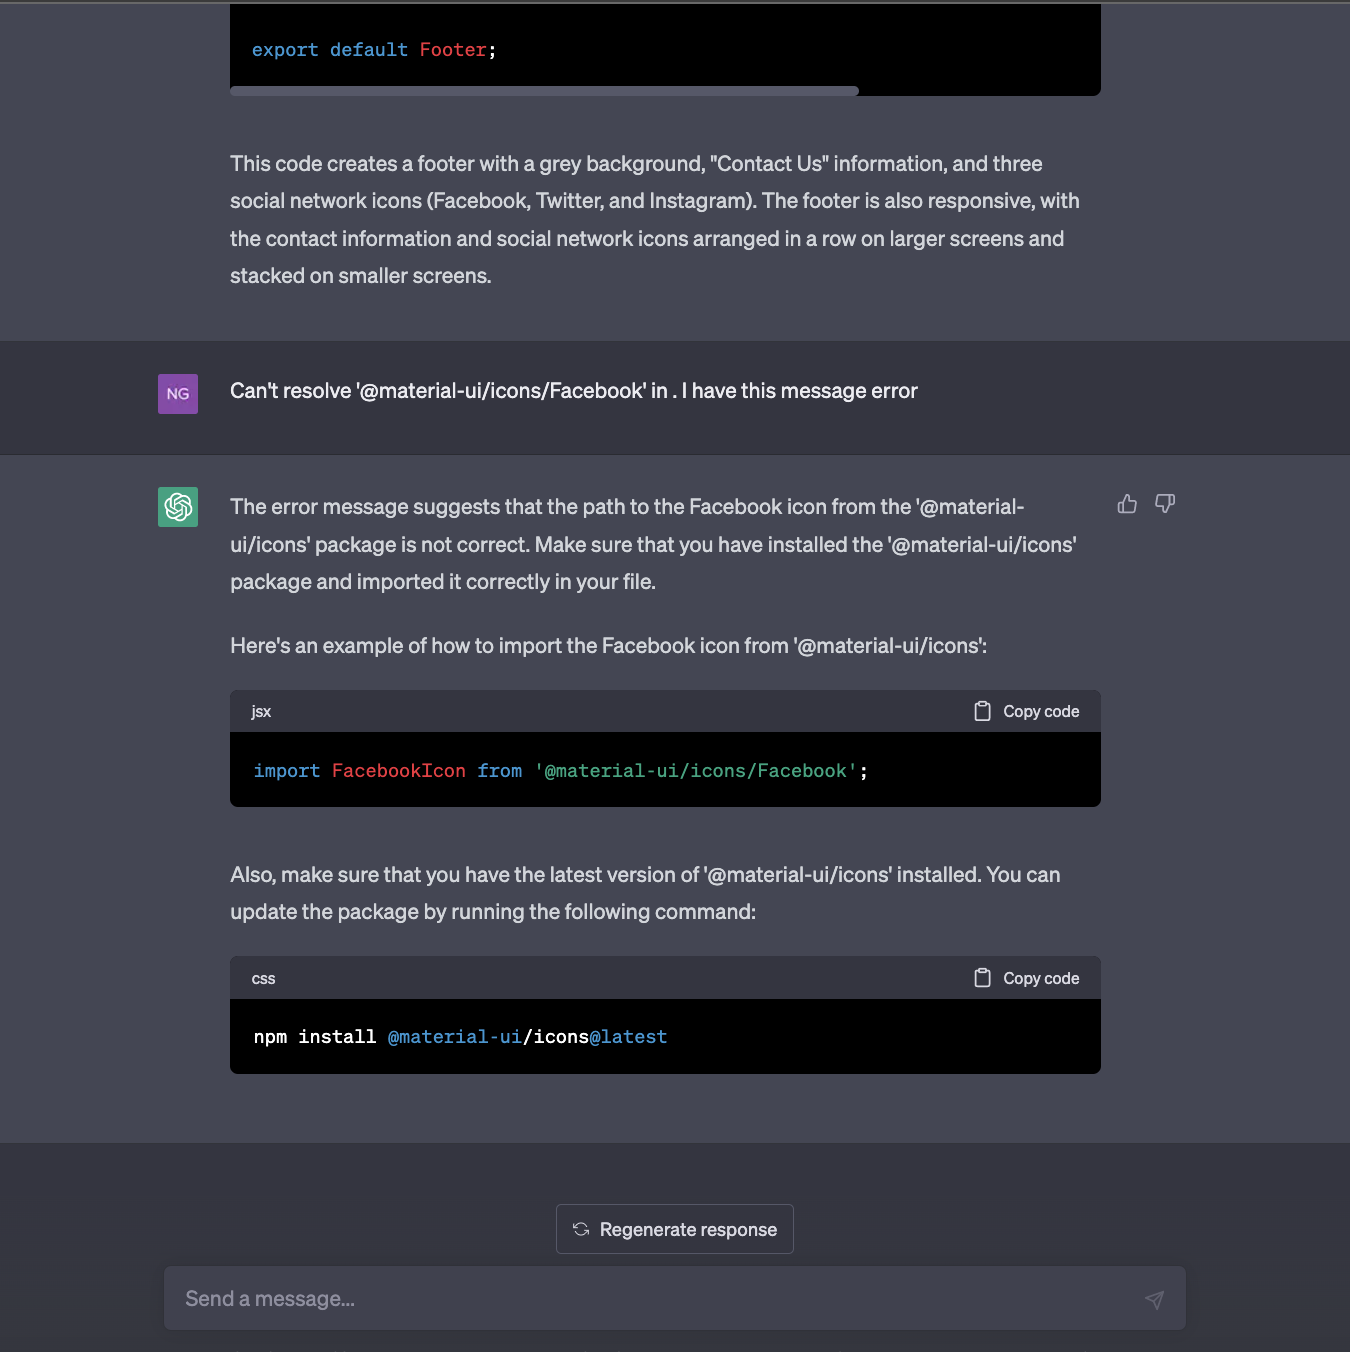 export default Footer;
This code creates a footer with a grey background, "Contact Us" information, and three
social network icons (Facebook, Twitter, and Instagram). The footer is also responsive, with
the contact information and social network icons arranged in a row on larger screens and
stacked on smaller screens.
NG
Can't resolve '@material-ui/icons/Facebook' in . I have this message error
The error message suggests that the path to the Facebook icon from the '@material-
ui/icons' package is not correct. Make sure that you have installed the '@material-ui/icons'
package and imported it correctly in your file.
Here's an example of how to import the Facebook icon from '@material-ui/icons':
jsx Copy code
import FacebookIcon from '@material-ui/icons/Facebook';
Also, make sure that you have the latest version of '@material-ui/icons' installed. You can
update the package by running the following command:
css Copy code
npm install @material-ui/icons@latest
Regenerate response
Send a message...